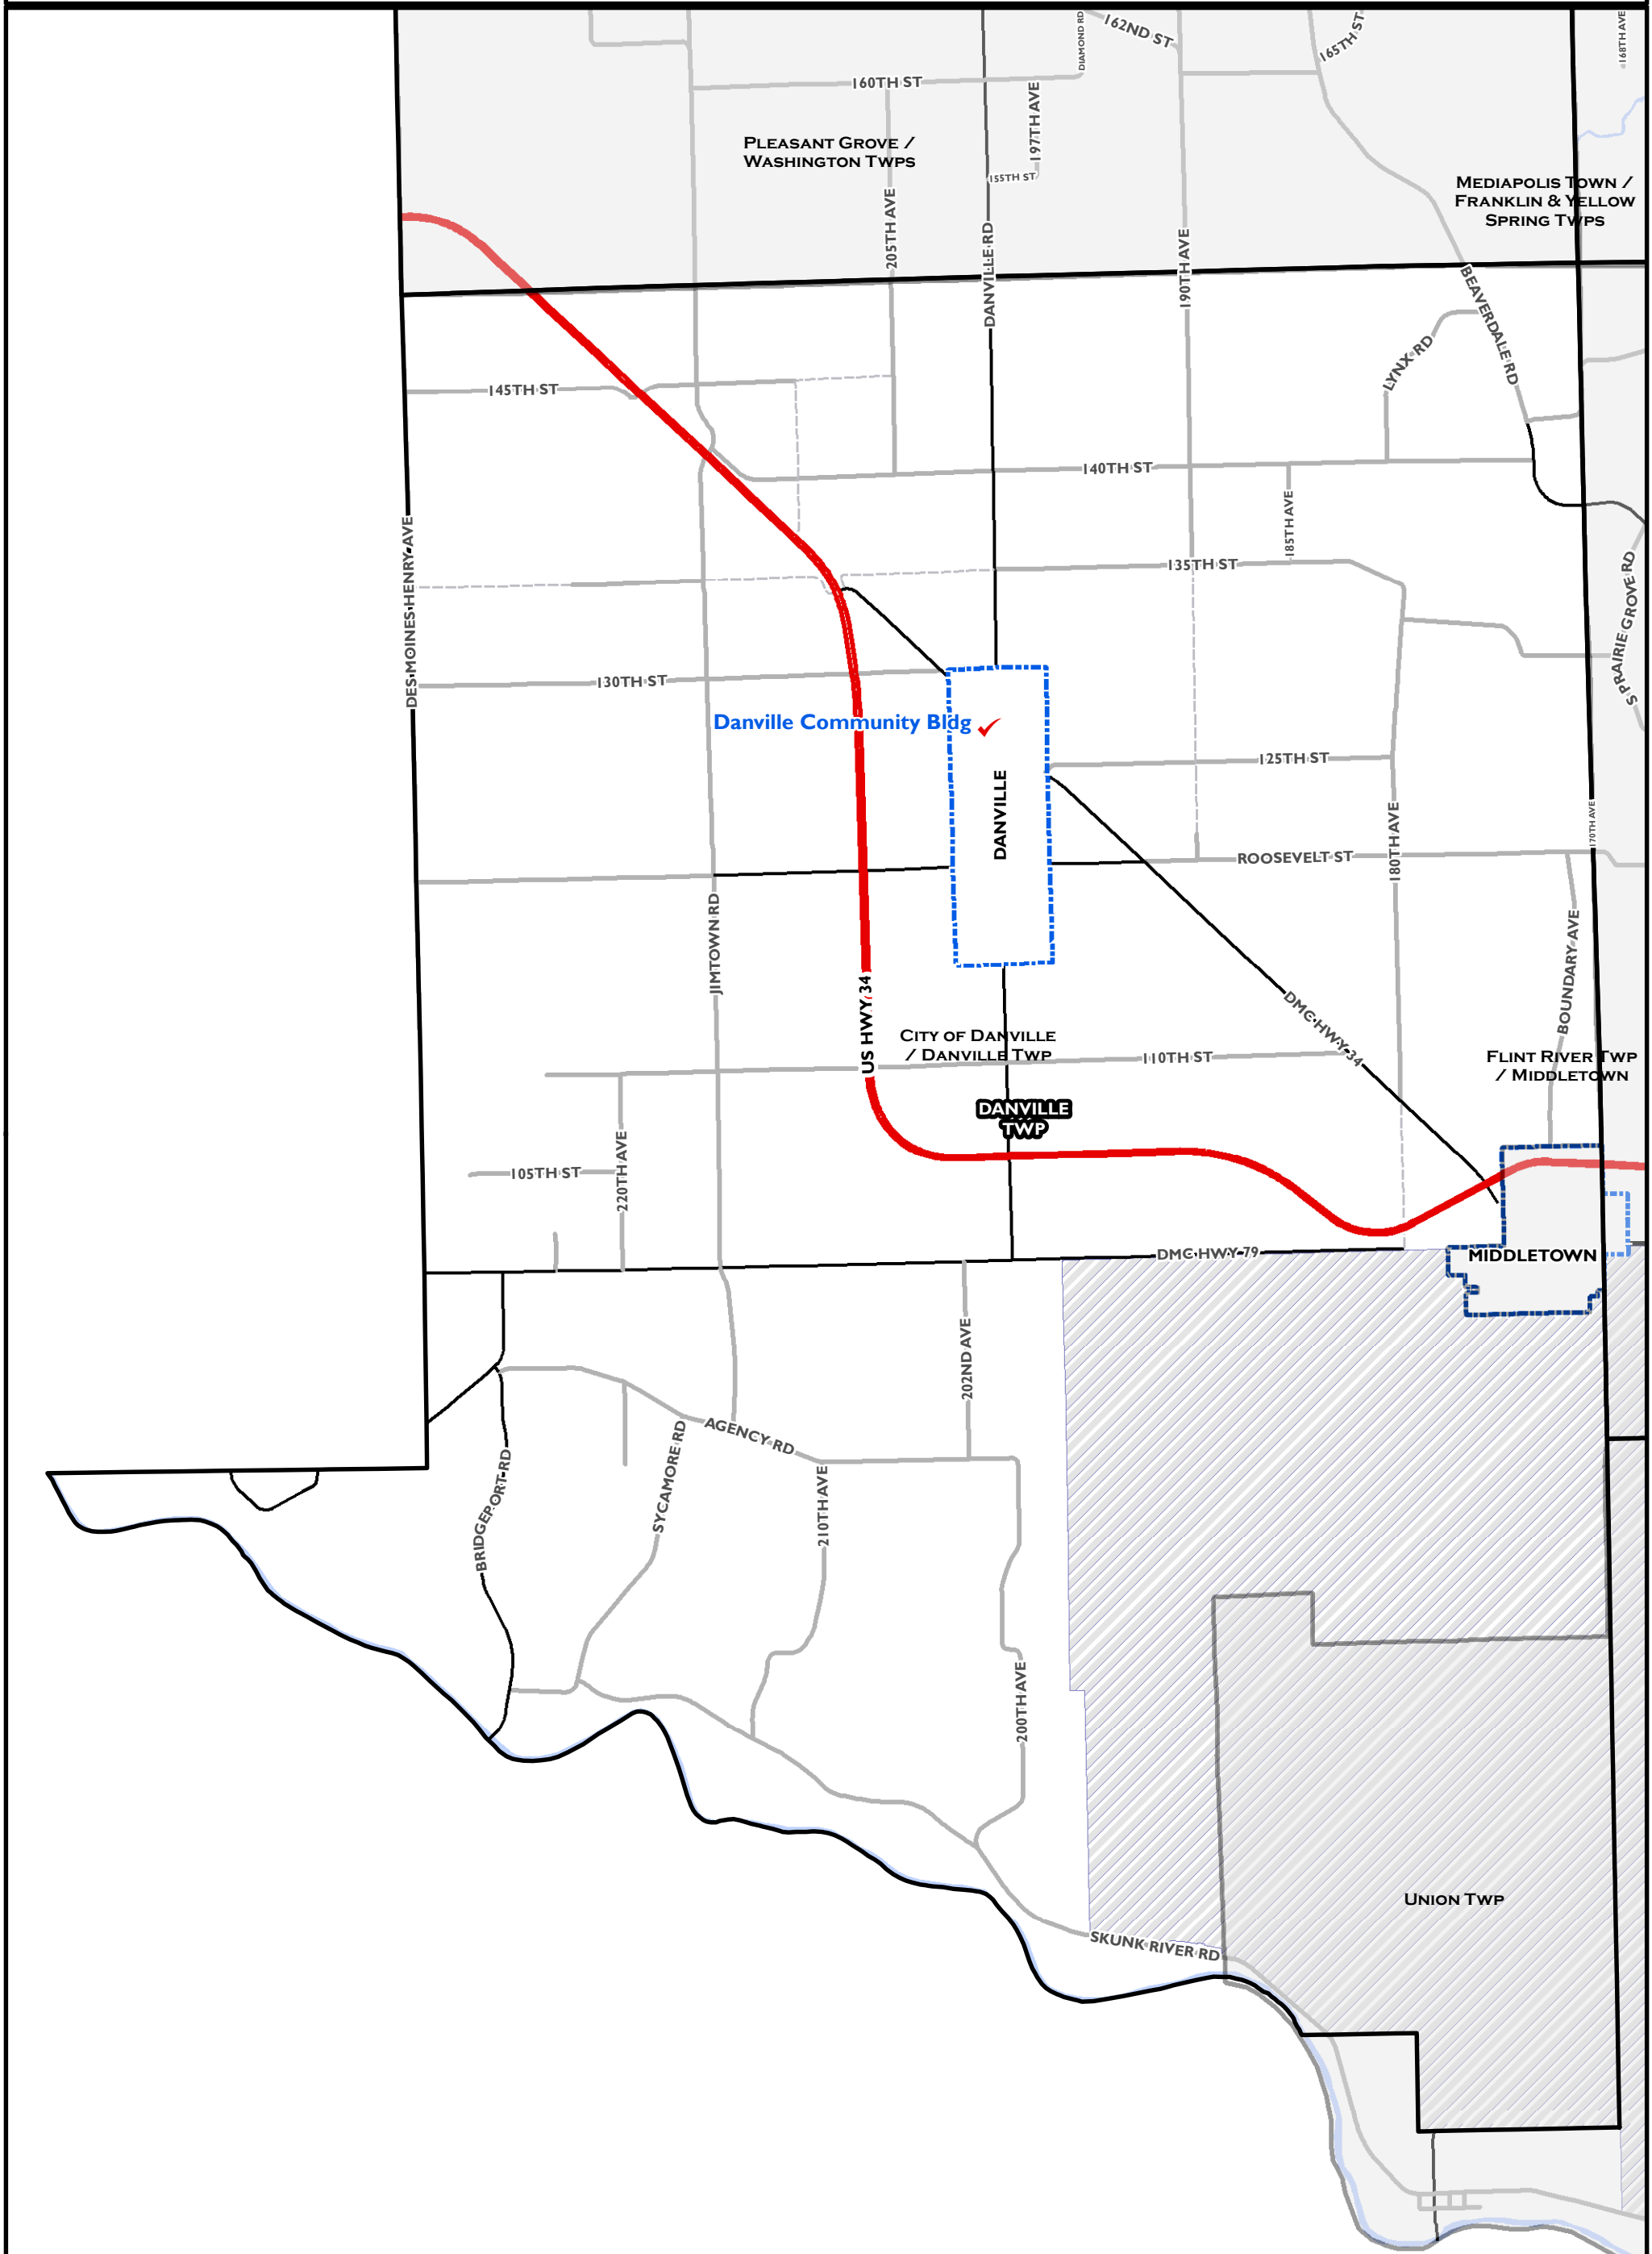 162ND ST
165TH ST
168TH AVE
DIAMOND RD
160TH ST
197TH AVE
PLEASANT GROVE /
WASHINGTON TWPS
155TH ST
205TH AVE
DANVILLE RD
190TH AVE
MEDIAPOLIS TOWN /
FRANKLIN & YELLOW
SPRING TWPS
BEAVERDALE RD
LYNX RD
145TH ST
140TH ST
185TH AVE
135TH ST
DES MOINES HENRY AVE
S PRAIRIE GROVE RD
130TH ST
Danville Community Bldg
125TH ST
DANVILLE
180TH AVE
170TH AVE
ROOSEVELT ST
JIMTOWN RD
BOUNDARY AVE
US HWY 34
DMC HWY 34
CITY OF DANVILLE
/ DANVILLE TWP
110TH ST
FLINT RIVER TWP
/ MIDDLETOWN
DANVILLE
TWP
220TH AVE
105TH ST
DMC HWY 79
MIDDLETOWN
202ND AVE
AGENCY RD
SYCAMORE RD
BRIDGEPORT RD
210TH AVE
200TH AVE
UNION TWP
SKUNK RIVER RD